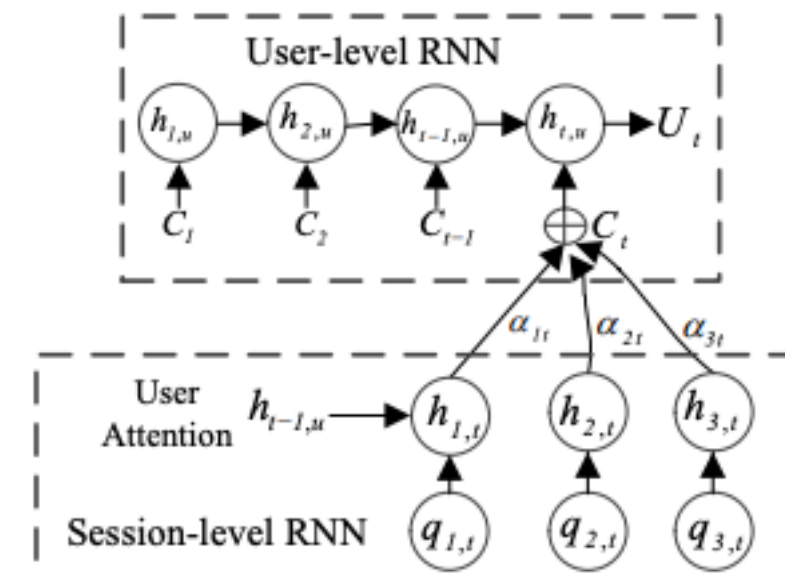 User-level RNN
h1,u h2,u ht-1,u ht,u Ut
C1 C2 Ct-1 Ct
α1t α2t α3t
User
Attention
ht-1,u h1,t h2,t h3,t
Session-level RNN q1,t q2,t q3,t